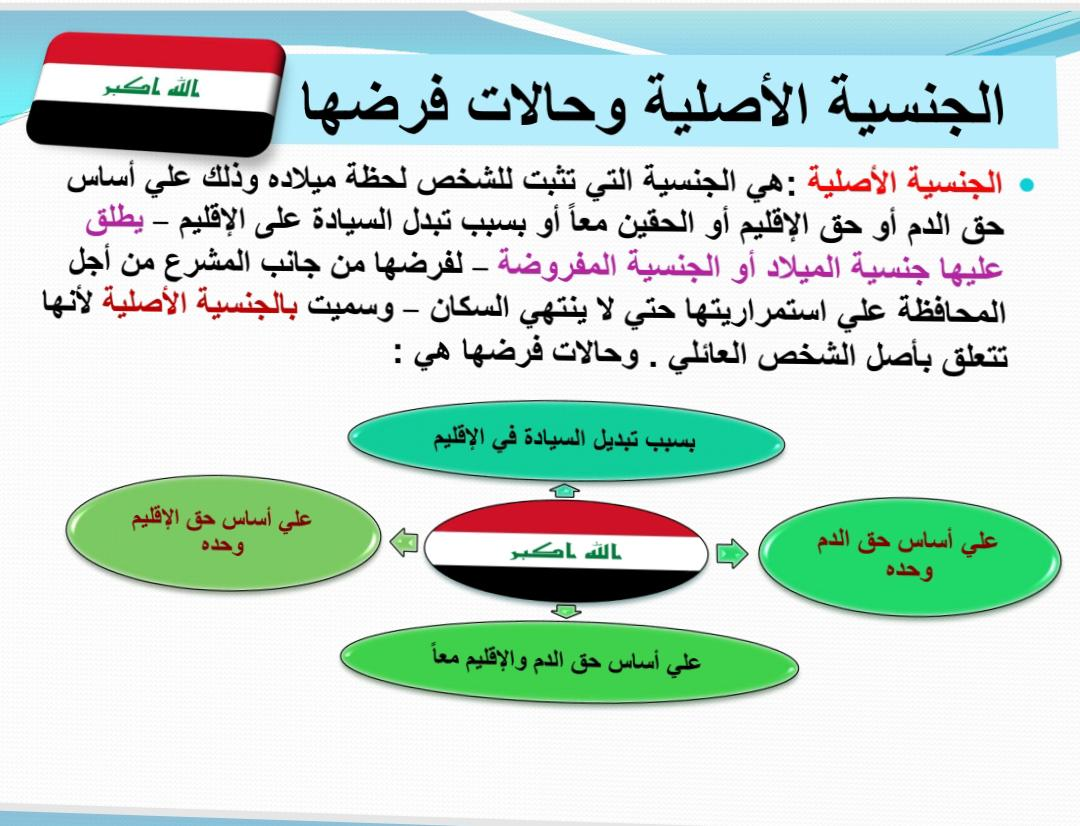 الله اكبر
الجنسية الأصلية وحالات فرضها
الجنسية الأصلية :هي الجنسية التي تثبت للشخص لحظة ميلاده وذلك علي أساس
حق الدم أو حق الإقليم أو الحقين معاً أو بسبب تبدل السيادة على الإقليم – يطلق
عليها جنسية الميلاد أو الجنسية المفروضة – لفرضها من جانب المشرع من أجل
المحافظة علي استمراريتها حتي لا ينتهي السكان – وسميت بالجنسية الأصلية لأنها
تتعلق بأصل الشخص العائلي . وحالات فرضها هي :
بسبب تبديل السيادة في الإقليم
علي أساس حق الدم
وحده
الله اكبر
علي أساس حق الإقليم
وحده
علي أساس حق الدم والإقليم معاً